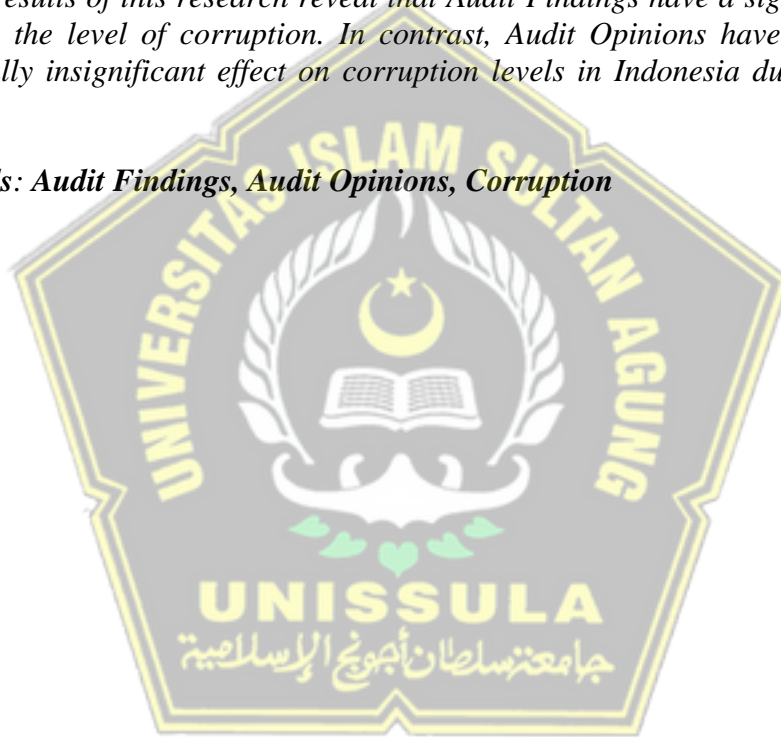 results of this research reveal that Audit Findings have a sig
the level of corruption. In contrast, Audit Opinions have
lly insignificant effect on corruption levels in Indonesia du
s: Audit Findings, Audit Opinions, Corruption
UNIVERSITAS ISLAM SULTAN AGUNG
UNISSULA
جامعنسلطان أجونج الإسلامية